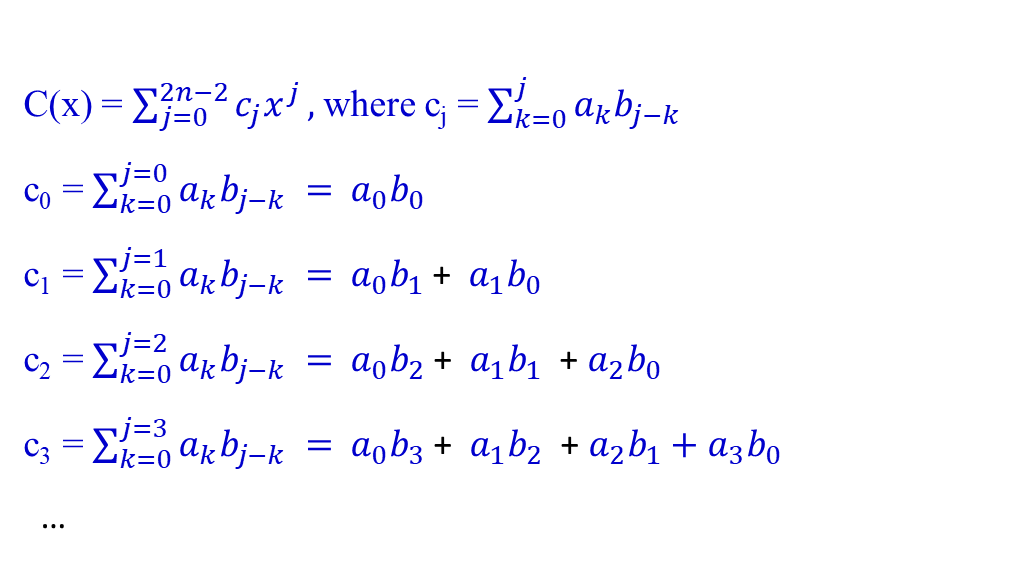 C(x) = ∑_{j=0}^{2n−2} c_j x^j , where c_j = ∑_{k=0}^{j} a_k b_{j−k}
c_0 = ∑_{k=0}^{j=0} a_k b_{j−k} = a_0 b_0
c_1 = ∑_{k=0}^{j=1} a_k b_{j−k} = a_0 b_1 + a_1 b_0
c_2 = ∑_{k=0}^{j=2} a_k b_{j−k} = a_0 b_2 + a_1 b_1 + a_2 b_0
c_3 = ∑_{k=0}^{j=3} a_k b_{j−k} = a_0 b_3 + a_1 b_2 + a_2 b_1 + a_3 b_0
...